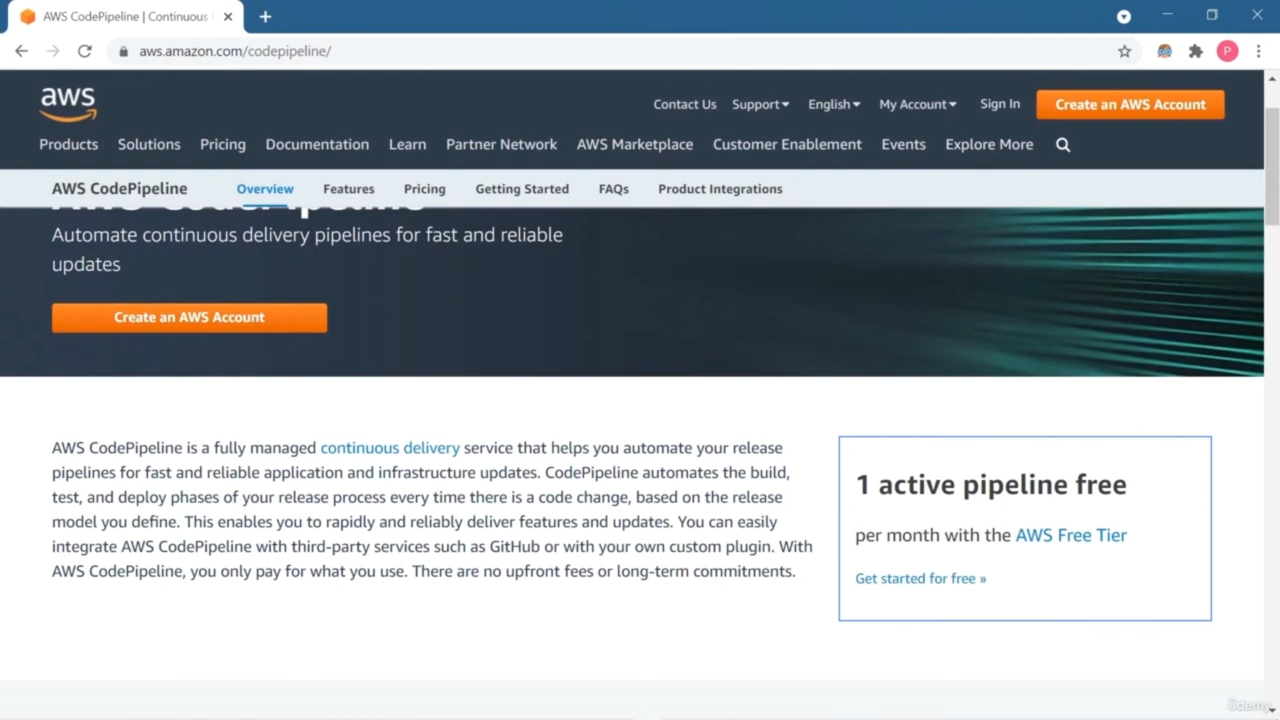 AWS CodePipeline | Continuous
aws.amazon.com/codepipeline/
P
aws
Contact Us Support English My Account Sign In Create an AWS Account
Products Solutions Pricing Documentation Learn Partner Network AWS Marketplace Customer Enablement Events Explore More
AWS CodePipeline Overview Features Pricing Getting Started FAQs Product Integrations
AWS CodePipeline
Automate continuous delivery pipelines for fast and reliable
updates
Create an AWS Account
AWS CodePipeline is a fully managed continuous delivery service that helps you automate your release
pipelines for fast and reliable application and infrastructure updates. CodePipeline automates the build,
test, and deploy phases of your release process every time there is a code change, based on the release
model you define. This enables you to rapidly and reliably deliver features and updates. You can easily
integrate AWS CodePipeline with third-party services such as GitHub or with your own custom plugin. With
AWS CodePipeline, you only pay for what you use. There are no upfront fees or long-term commitments.
1 active pipeline free
per month with the AWS Free Tier
Get started for free »
ûdemy